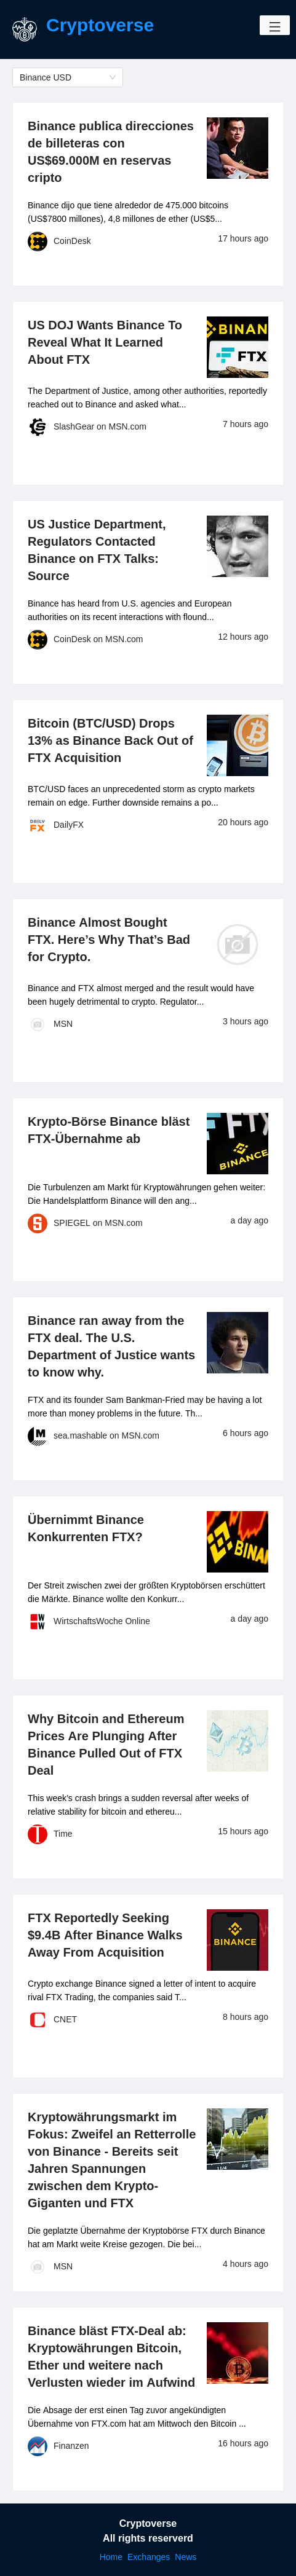 Cryptoverse
Binance USD
Binance publica direcciones
de billeteras con
US$69.000M en reservas
cripto
Binance dijo que tiene alrededor de 475.000 bitcoins
(US$7800 millones), 4,8 millones de ether (US$5...
CoinDesk
17 hours ago
US DOJ Wants Binance To
Reveal What It Learned
About FTX
BINAN
FTX
The Department of Justice, among other authorities, reportedly
reached out to Binance and asked what...
SlashGear on MSN.com
7 hours ago
US Justice Department,
Regulators Contacted
Binance on FTX Talks:
Source
Binance has heard from U.S. agencies and European
authorities on its recent interactions with flound...
CoinDesk on MSN.com
12 hours ago
Bitcoin (BTC/USD) Drops
13% as Binance Back Out of
FTX Acquisition
BTC/USD faces an unprecedented storm as crypto markets
remain on edge. Further downside remains a po...
DAILY
FX
DailyFX
20 hours ago
Binance Almost Bought
FTX. Here’s Why That’s Bad
for Crypto.
Binance and FTX almost merged and the result would have
been hugely detrimental to crypto. Regulator...
MSN
3 hours ago
Krypto-Börse Binance bläst
FTX-Übernahme ab
FTX
BINANCE
Die Turbulenzen am Markt für Kryptowährungen gehen weiter:
Die Handelsplattform Binance will den ang...
SPIEGEL on MSN.com
a day ago
Binance ran away from the
FTX deal. The U.S.
Department of Justice wants
to know why.
FTX and its founder Sam Bankman-Fried may be having a lot
more than money problems in the future. Th...
sea.mashable on MSN.com
6 hours ago
Übernimmt Binance
Konkurrenten FTX?
BINAN
Der Streit zwischen zwei der größten Kryptobörsen erschüttert
die Märkte. Binance wollte den Konkurr...
WirtschaftsWoche Online
a day ago
Why Bitcoin and Ethereum
Prices Are Plunging After
Binance Pulled Out of FTX
Deal
This week’s crash brings a sudden reversal after weeks of
relative stability for bitcoin and ethereu...
Time
15 hours ago
FTX Reportedly Seeking
$9.4B After Binance Walks
Away From Acquisition
BINANCE
Crypto exchange Binance signed a letter of intent to acquire
rival FTX Trading, the companies said T...
CNET
8 hours ago
Kryptowährungsmarkt im
Fokus: Zweifel an Retterrolle
von Binance - Bereits seit
Jahren Spannungen
zwischen dem Krypto-
Giganten und FTX
Die geplatzte Übernahme der Kryptobörse FTX durch Binance
hat am Markt weite Kreise gezogen. Die bei...
MSN
4 hours ago
Binance bläst FTX-Deal ab:
Kryptowährungen Bitcoin,
Ether und weitere nach
Verlusten wieder im Aufwind
Die Absage der erst einen Tag zuvor angekündigten
Übernahme von FTX.com hat am Mittwoch den Bitcoin ...
Finanzen
16 hours ago
Cryptoverse
All rights reserverd
Home Exchanges News